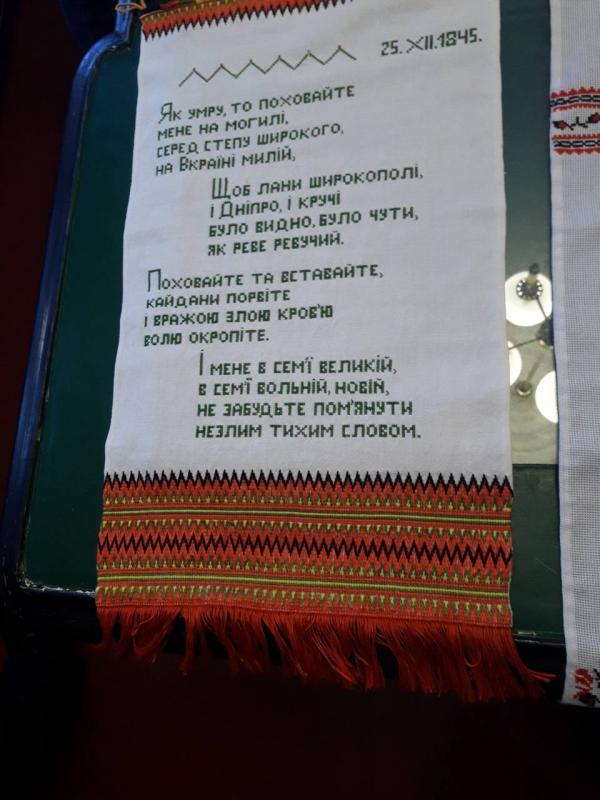 25.XII.1845.
Як умру, то поховайте
мене на могилі,
серед степу широкого,
на Вкраїні милій,
Щоб лани широкополі,
і Дніпро, і кручі
було видно, було чути,
як реве ревучий.
Поховайте та вставайте,
кайдани порвіте
і вражою злою кров'ю
волю окропіте.
І мене в сем'ї великій,
в сем'ї вольній, новій,
не забудьте пом'янути
незлим тихим словом.